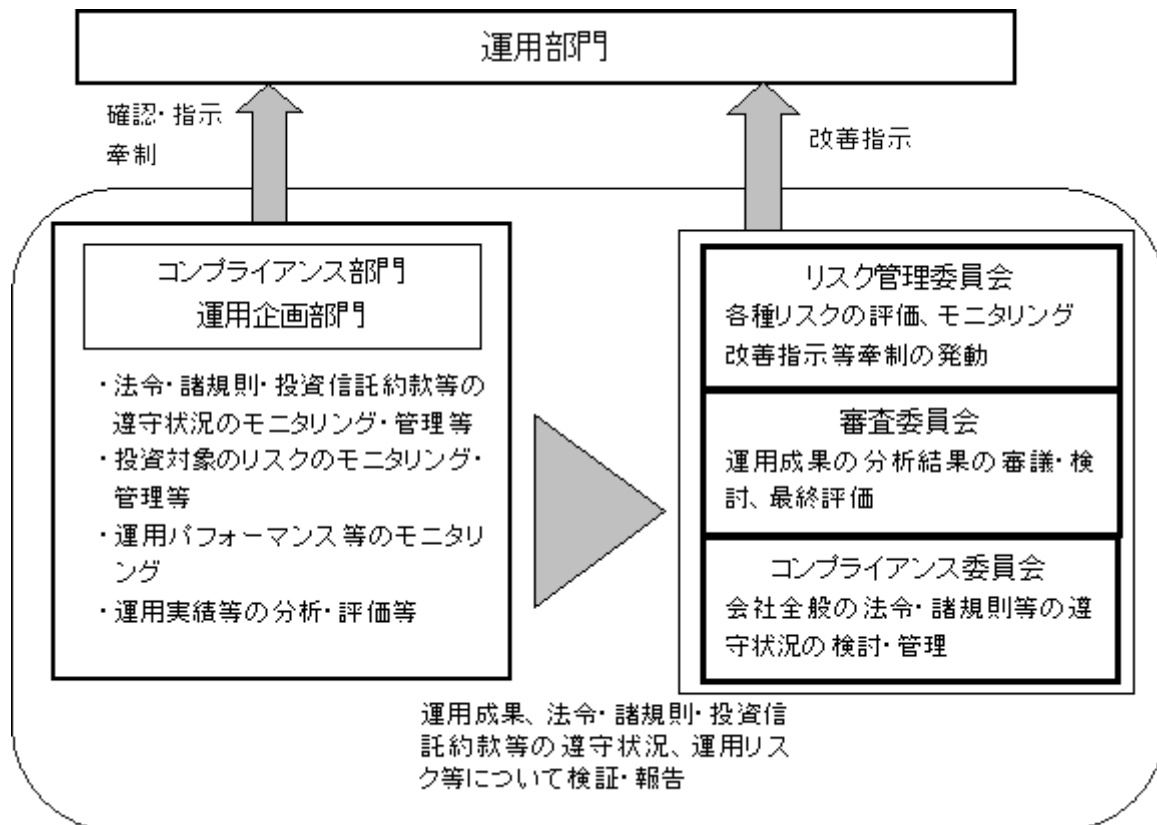 運用部門
確認・指示
牽制
改善指示
コンプライアンス部門
運用企画部門
・法令・諸規則・投資信託約款等の
遵守状況のモニタリング・管理等
・投資対象のリスクのモニタリング・
管理等
・運用パフォーマンス等のモニタリ
ング
・運用実績等の分析・評価等
リスク管理委員会
各種リスクの評価、モニタリング
改善指示等牽制の発動
審査委員会
運用成果の分析結果の審議・検
討、最終評価
コンプライアンス委員会
会社全般の法令・諸規則等の遵
守状況の検討・管理
運用成果、法令・諸規則・投資信
託約款等の遵守状況、運用リス
ク等について検証・報告